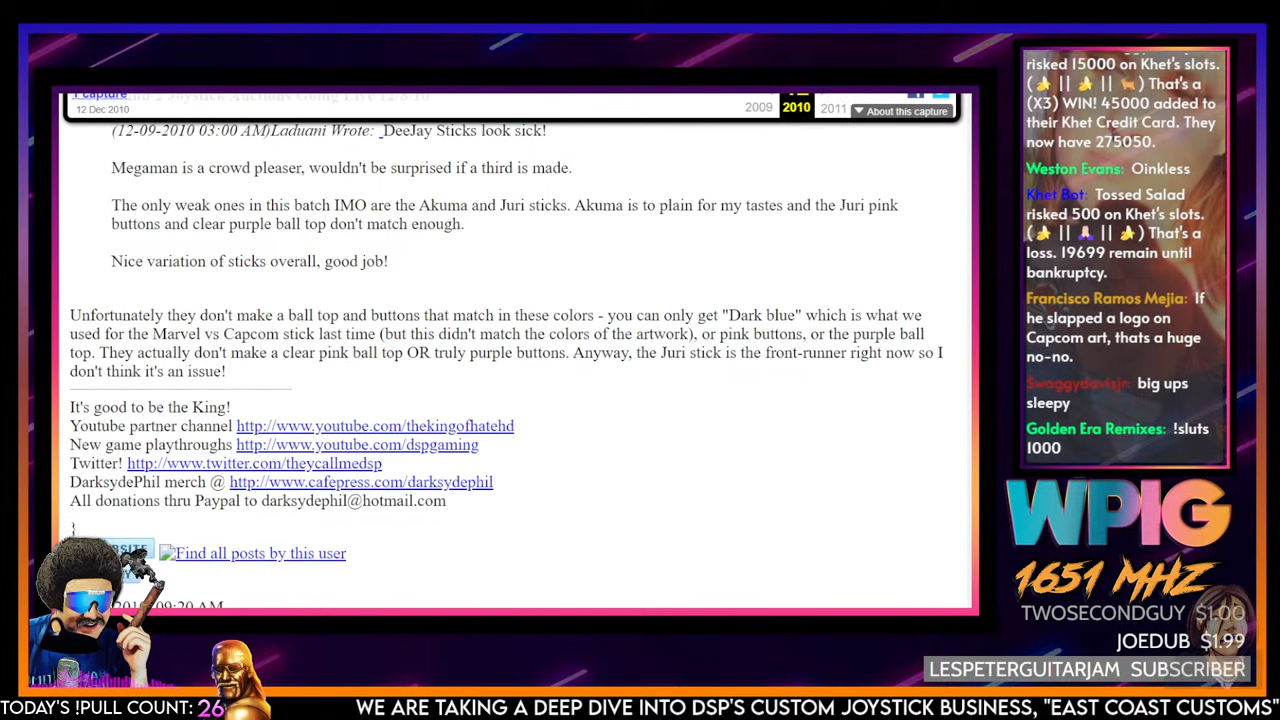 1 capture
12 Dec 2010
2009
2010
2011
About this capture
(12-09-2010 03:00 AM)Laduani Wrote: DeeJay Sticks look sick!
Megaman is a crowd pleaser, wouldn't be surprised if a third is made.
The only weak ones in this batch IMO are the Akuma and Juri sticks. Akuma is to plain for my tastes and the Juri pink
buttons and clear purple ball top don't match enough.
Nice variation of sticks overall, good job!
Unfortunately they don't make a ball top and buttons that match in these colors - you can only get "Dark blue" which is what we
used for the Marvel vs Capcom stick last time (but this didn't match the colors of the artwork), or pink buttons, or the purple ball
top. They actually don't make a clear pink ball top OR truly purple buttons. Anyway, the Juri stick is the front-runner right now so I
don't think it's an issue!
It's good to be the King!
Youtube partner channel http://www.youtube.com/thekingofhatehd
New game playthroughs http://www.youtube.com/dspgaming
Twitter! http://www.twitter.com/theycallmedsp
DarksydePhil merch @ http://www.cafepress.com/darksydephil
All donations thru Paypal to darksydephil@hotmail.com
}
Find all posts by this user
09:20 AM
risked 15000 on Khet's slots.
( || || ) That's a
(X3) WIN! 45000 added to
their Khet Credit Card. They
now have 275050.
Weston Evans: Oinkless
Khet Bot: Tossed Salad
risked 500 on Khet's slots.
( || || ) That's a
loss. 19699 remain until
bankruptcy.
Francisco Ramos Mejia: If
he slapped a logo on
Capcom art, thats a huge
no-no.
Swaggydavisjr: big ups
sleepy
Golden Era Remixes: !sluts
1000
WPIG
1651 MHZ
TWOSECONDGUY $1.00
JOEDUB $1.99
LESPETERGUITARJAM SUBSCRIBER
TODAY'S !PULL COUNT: 26
WE ARE TAKING A DEEP DIVE INTO DSP'S CUSTOM JOYSTICK BUSINESS, "EAST COAST CUSTOMS"